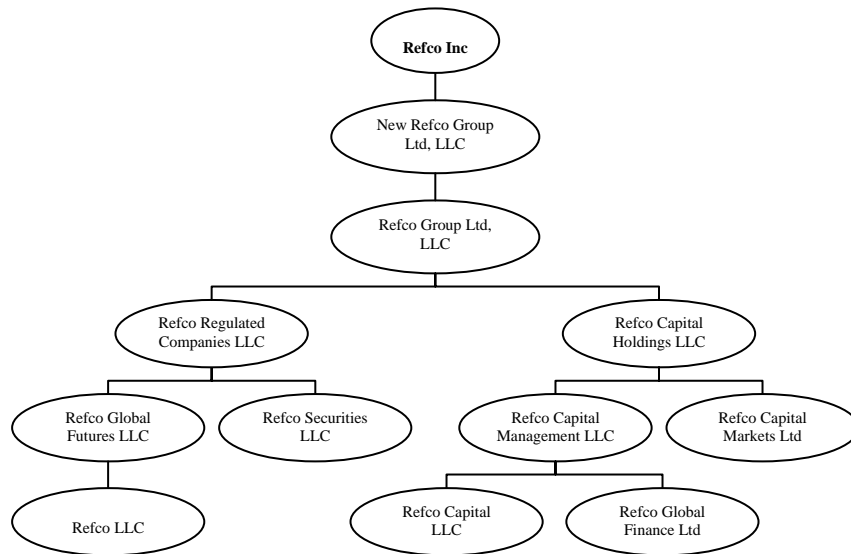 Refco Inc
New Refco Group
Ltd, LLC
Refco Group Ltd,
LLC
Refco Regulated
Companies LLC
Refco Capital
Holdings LLC
Refco Global
Futures LLC
Refco Securities
LLC
Refco Capital
Management LLC
Refco Capital
Markets Ltd
Refco LLC
Refco Capital
LLC
Refco Global
Finance Ltd